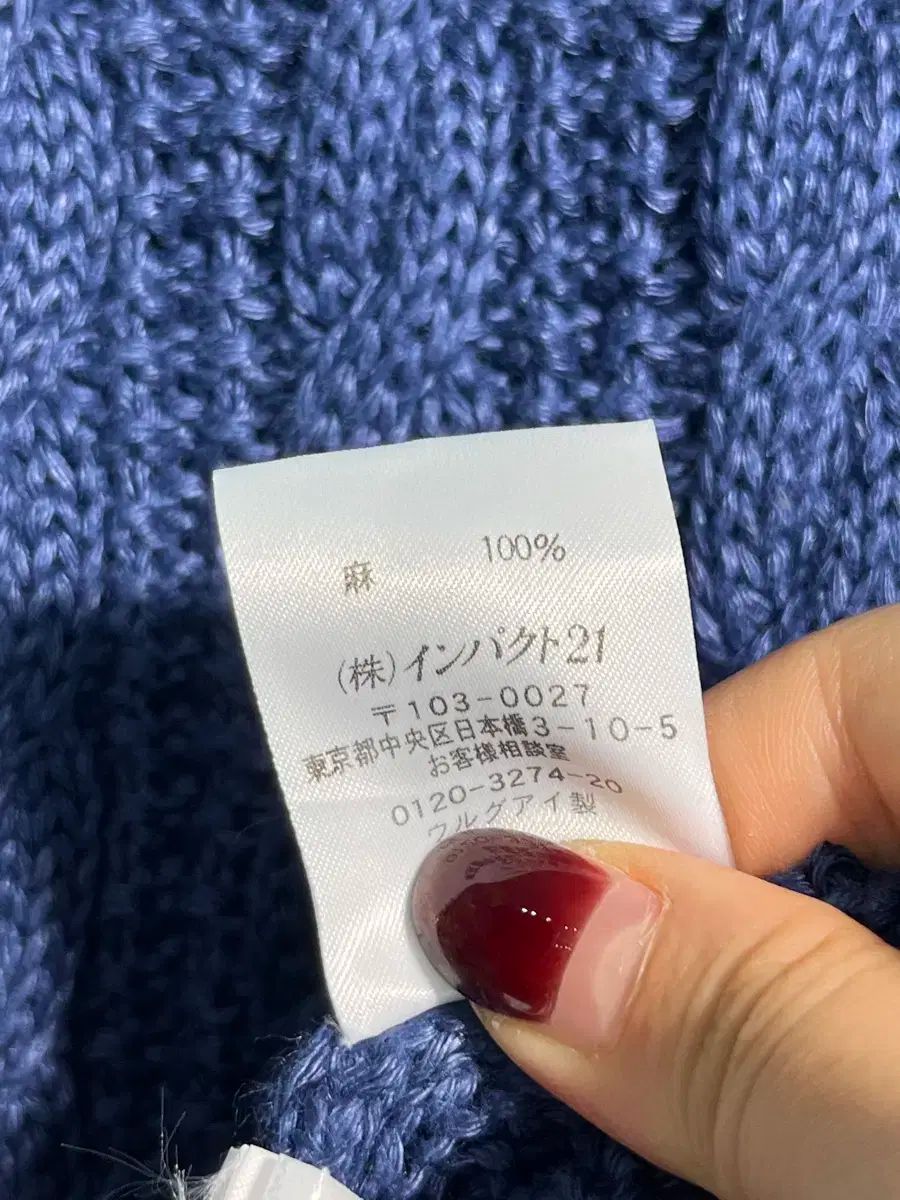 麻 100%
(株)インパクト21
〒103-0027
東京都中央区日本橋3-10-5
お客様相談室
0120-3274-20
ウルグアイ製